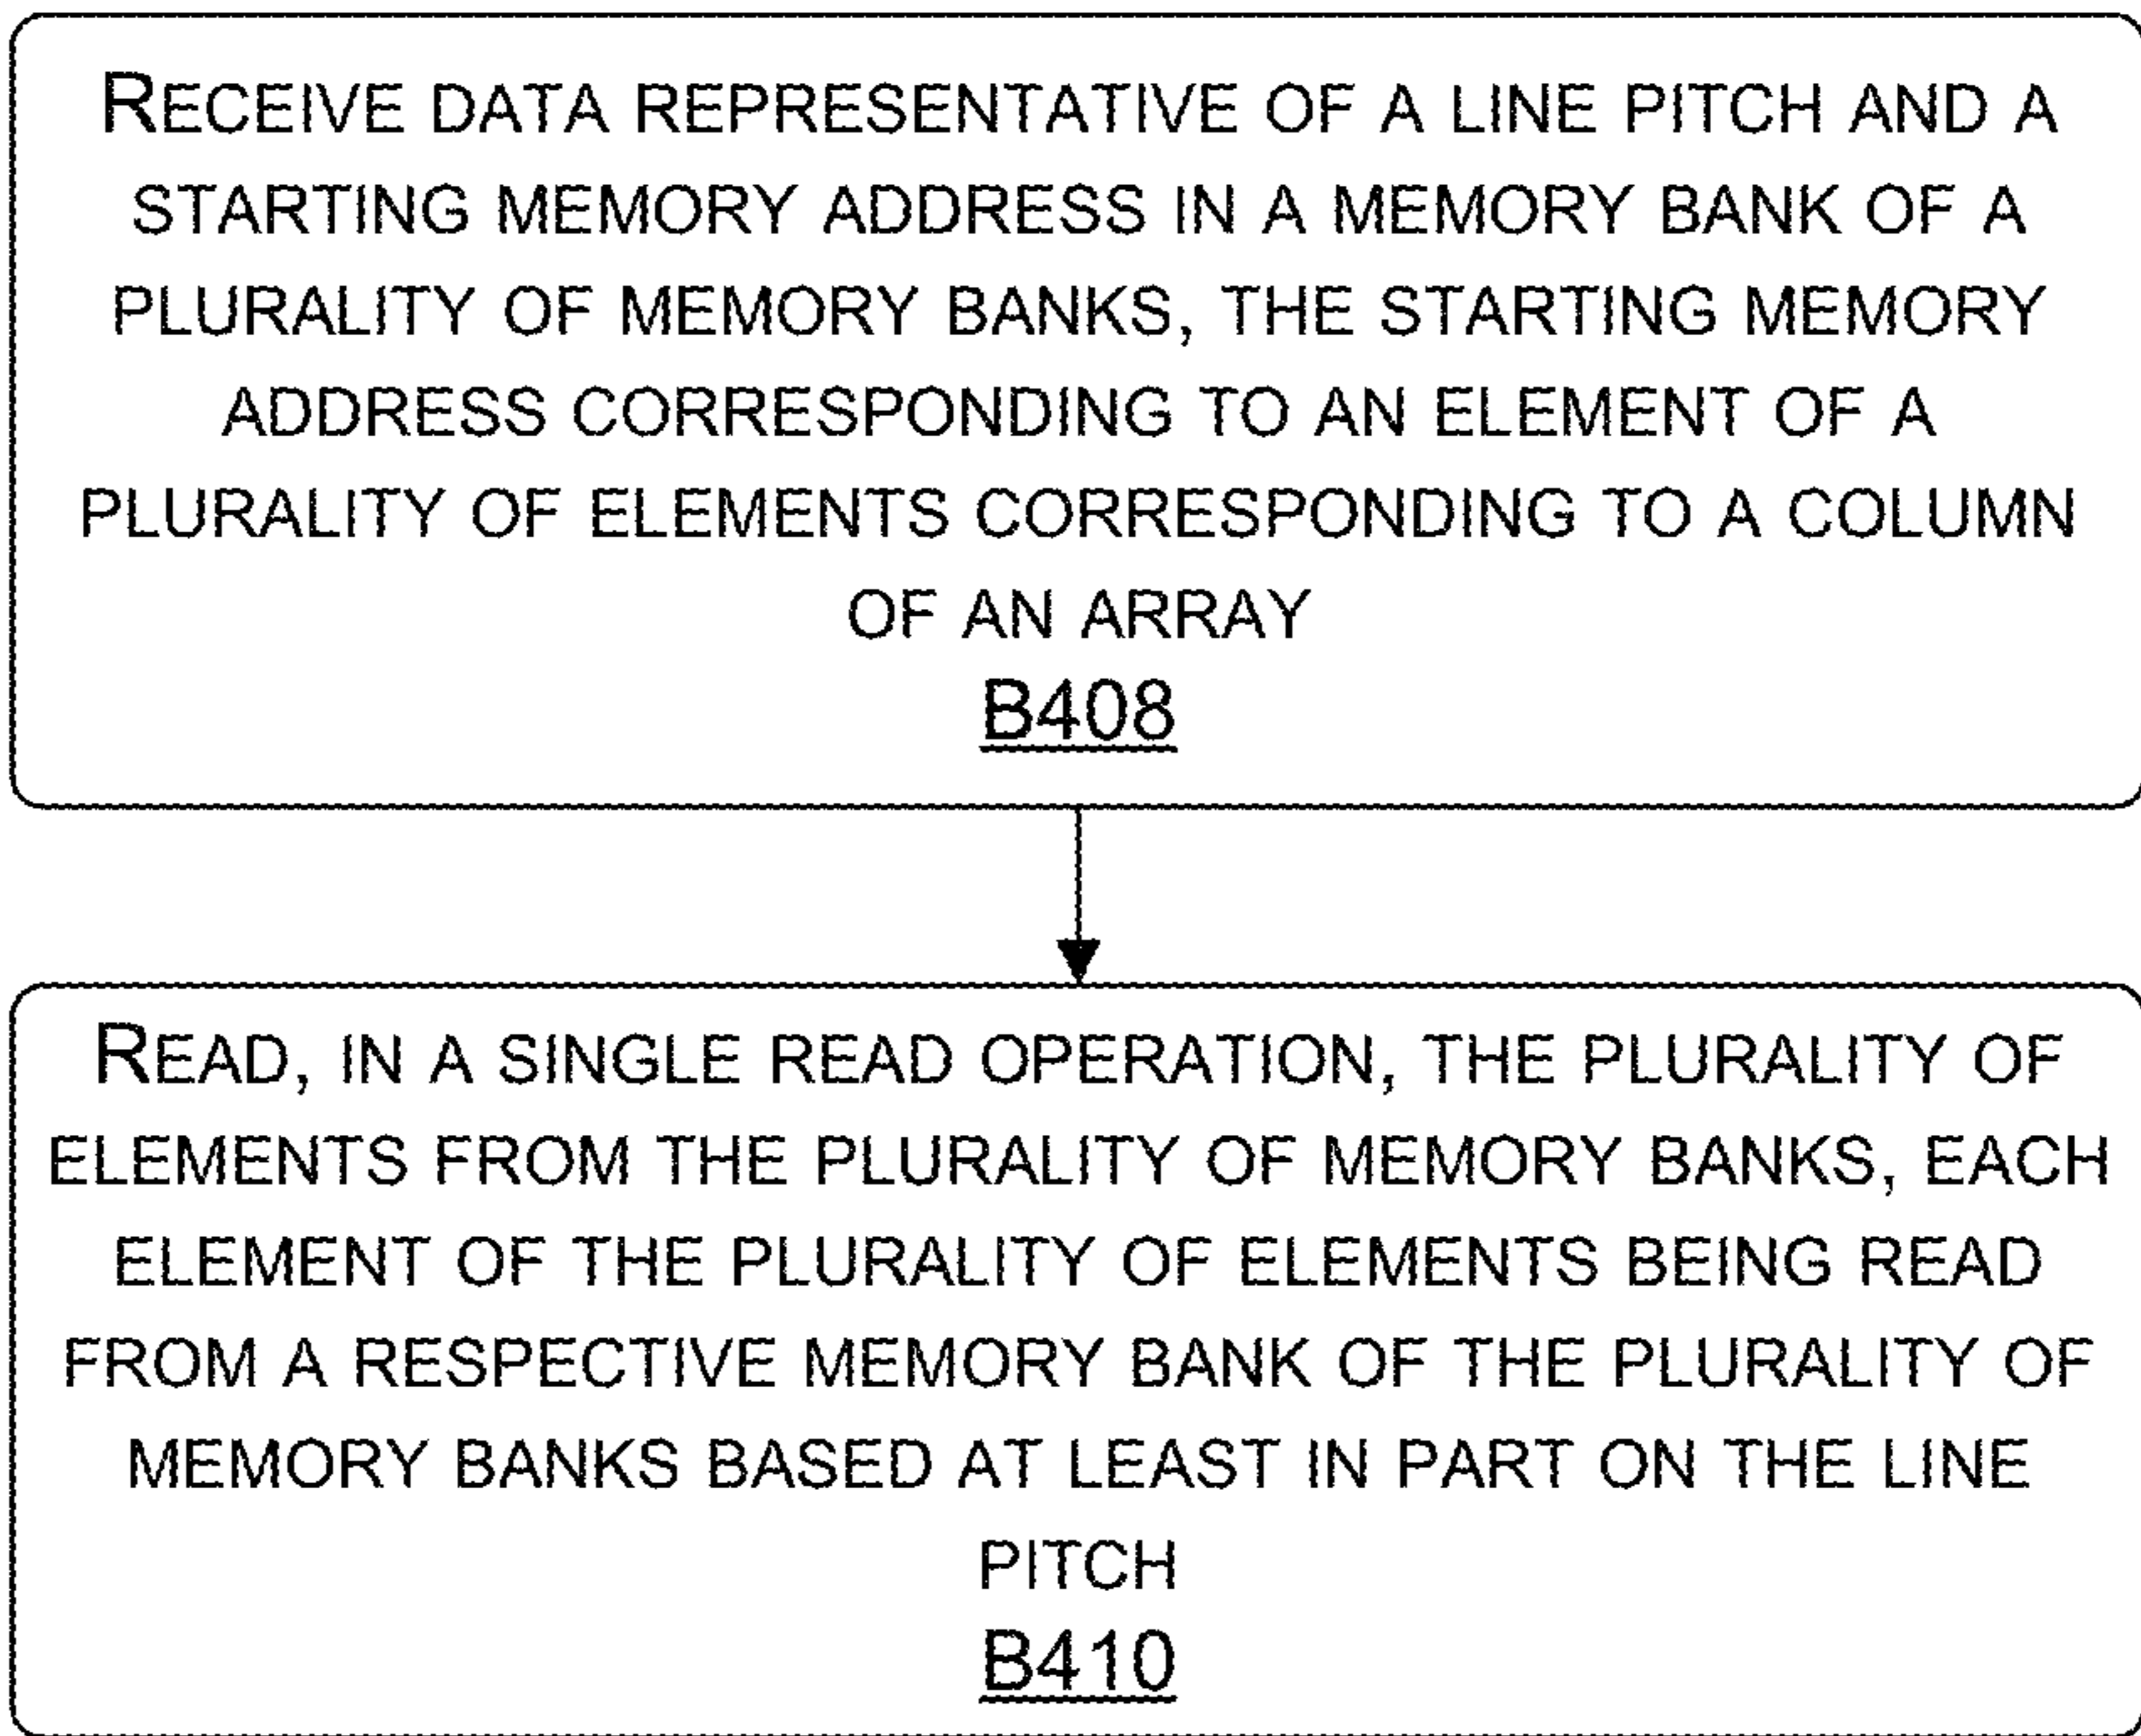 RECEIVE DATA REPRESENTATIVE OF A LINE PITCH AND A
STARTING MEMORY ADDRESS IN A MEMORY BANK OF A
PLURALITY OF MEMORY BANKS, THE STARTING MEMORY
ADDRESS CORRESPONDING TO AN ELEMENT OF A
PLURALITY OF ELEMENTS CORRESPONDING TO A COLUMN
OF AN ARRAY
B408
READ, IN A SINGLE READ OPERATION, THE PLURALITY OF
ELEMENTS FROM THE PLURALITY OF MEMORY BANKS, EACH
ELEMENT OF THE PLURALITY OF ELEMENTS BEING READ
FROM A RESPECTIVE MEMORY BANK OF THE PLURALITY OF
MEMORY BANKS BASED AT LEAST IN PART ON THE LINE
PITCH
B410